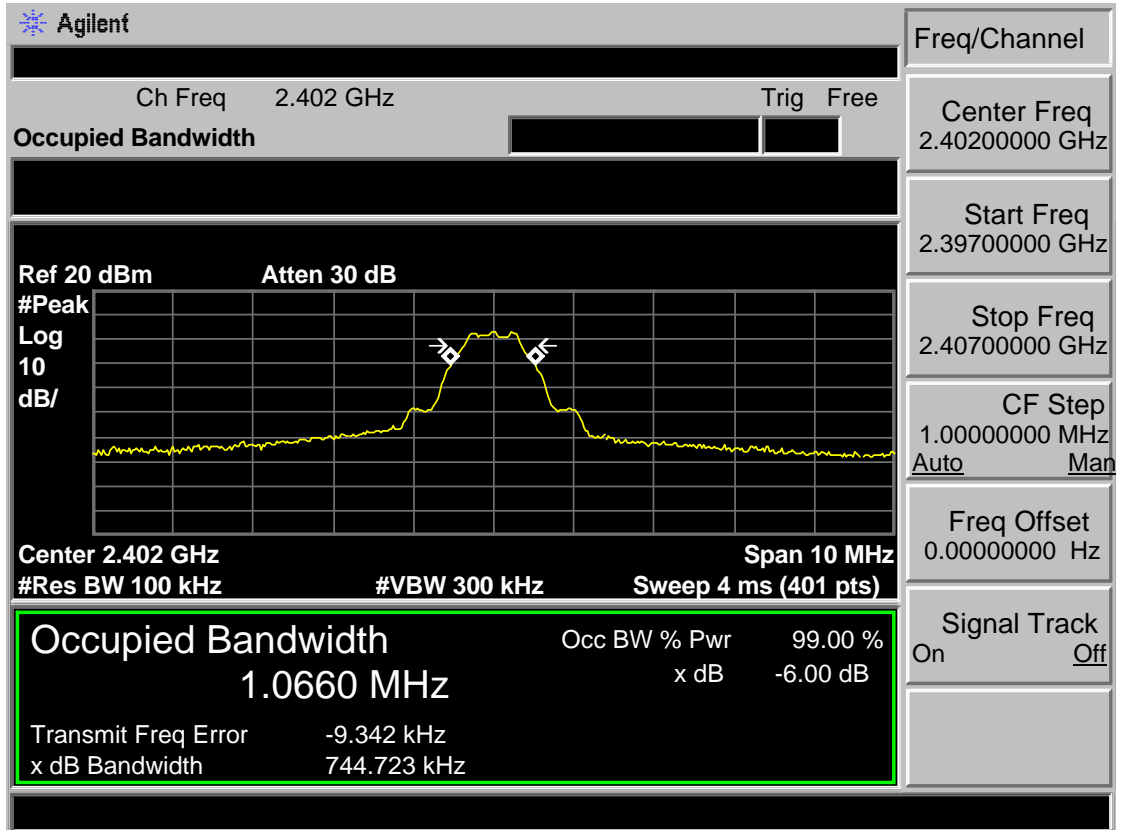 Agilent
Freq/Channel
Ch Freq 2.402 GHz Trig Free
Occupied Bandwidth
Center Freq
2.40200000 GHz
Start Freq
2.39700000 GHz
Stop Freq
2.40700000 GHz
CF Step
1.00000000 MHz
Auto Man
Freq Offset
0.00000000 Hz
Signal Track
On Off
Ref 20 dBm Atten 30 dB
#Peak
Log
10
dB/
Center 2.402 GHz Span 10 MHz
#Res BW 100 kHz #VBW 300 kHz Sweep 4 ms (401 pts)
Occupied Bandwidth
1.0660 MHz
Occ BW % Pwr 99.00 %
x dB -6.00 dB
Transmit Freq Error -9.342 kHz
x dB Bandwidth 744.723 kHz